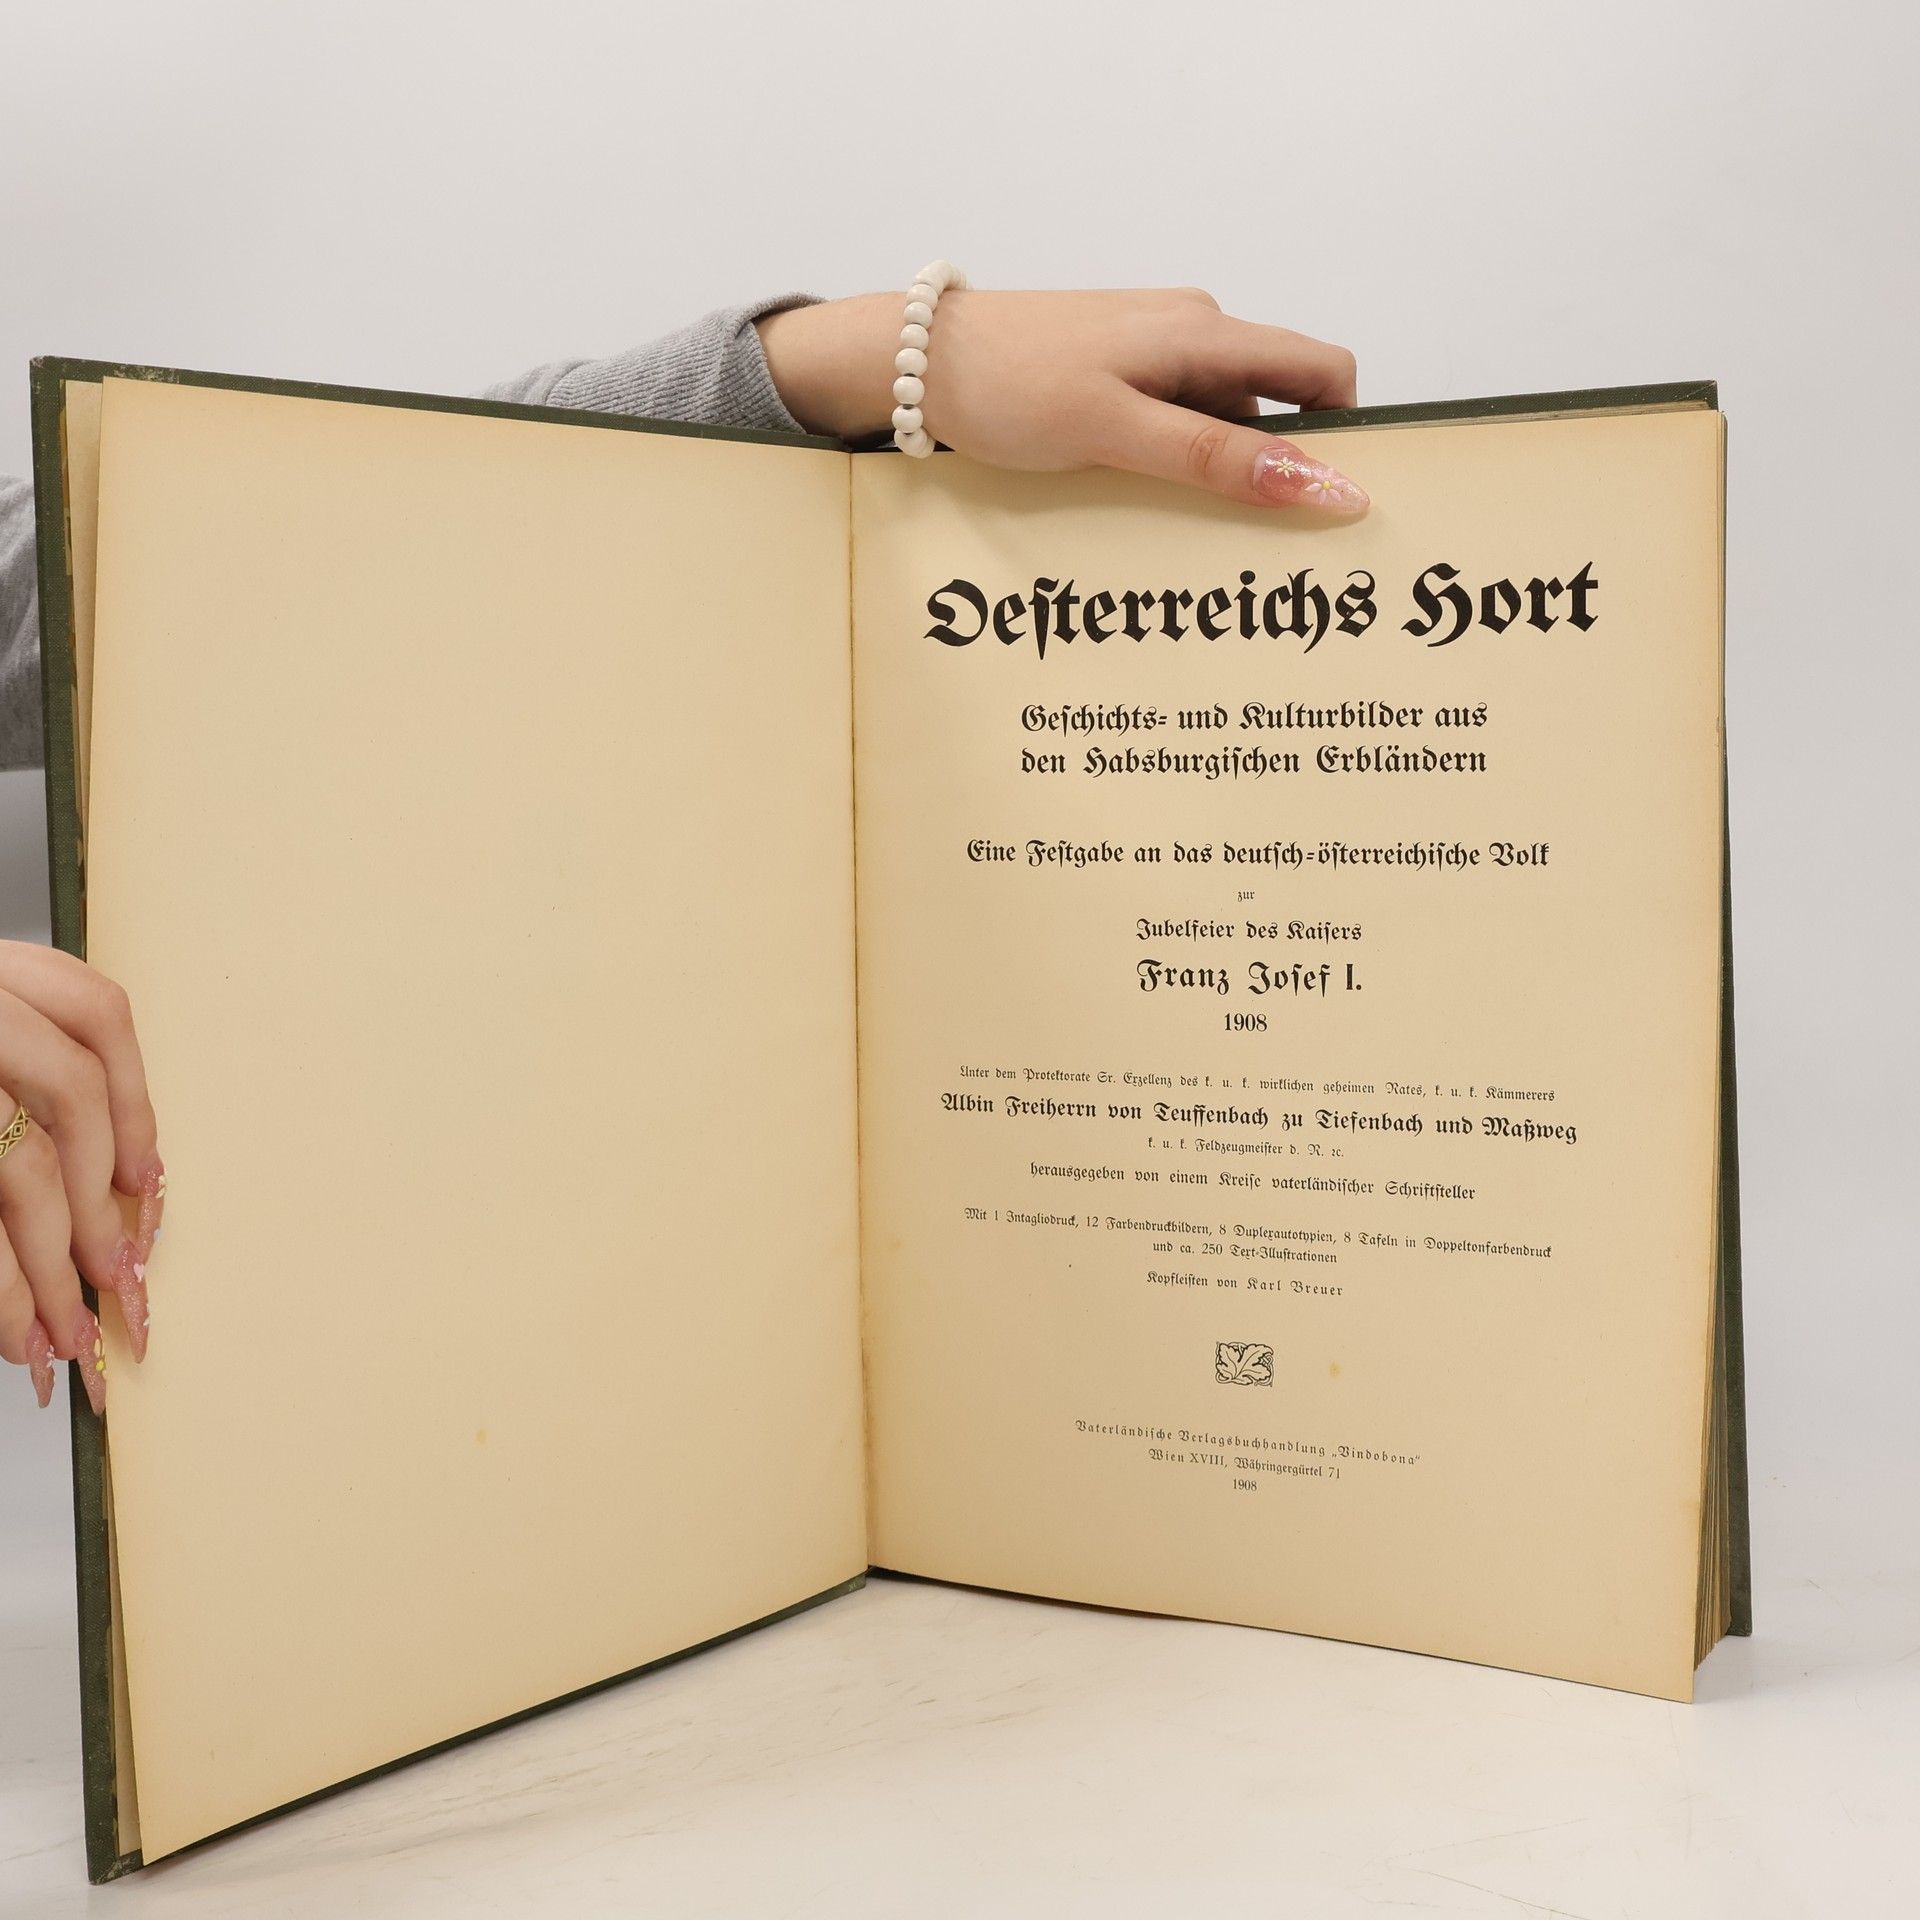 Oesterreichs Hort
Geschichts- und Kulturbilder aus
den Habsburgischen Erbländern
Eine Festgabe an das deutsch-österreichische Volk
zur
Jubelfeier des Kaisers
Franz Josef I.
1908
Unter dem Protektorate Sr. Exzellenz des k. u. k. wirklichen geheimen Rates, k. u. k. Kämmerers
Albin Freiherrn von Teuffenbach zu Tiefenbach und Maßweg
k. u. k. Feldzeugmeister d. R. ꝛc.
herausgegeben von einem Kreise vaterländischer Schriftsteller
Mit 1 Intagliodruck, 12 Farbendruckbildern, 8 Duplexautotypien, 8 Tafeln in Doppeltonfarbendruck
und ca. 250 Text-Illustrationen
Kopfleisten von Karl Breuer
Vaterländische Verlagsbuchhandlung „Vindobona“
Wien XVIII, Währingergürtel 71
1908